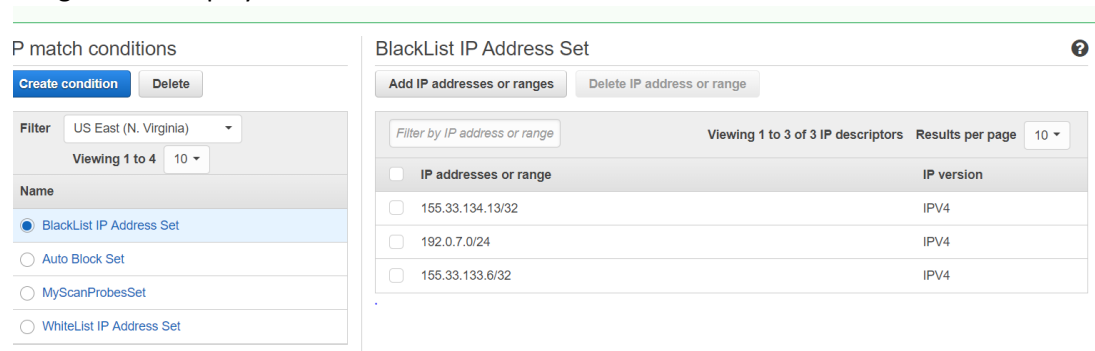 P match conditions
Create condition Delete
Filter US East (N. Virginia)
Viewing 1 to 4 10
Name
BlackList IP Address Set
Auto Block Set
MyScanProbesSet
WhiteList IP Address Set
BlackList IP Address Set
Add IP addresses or ranges Delete IP address or range
Filter by IP address or range Viewing 1 to 3 of 3 IP descriptors Results per page 10
IP addresses or range IP version
155.33.134.13/32 IPV4
192.0.7.0/24 IPV4
155.33.133.6/32 IPV4